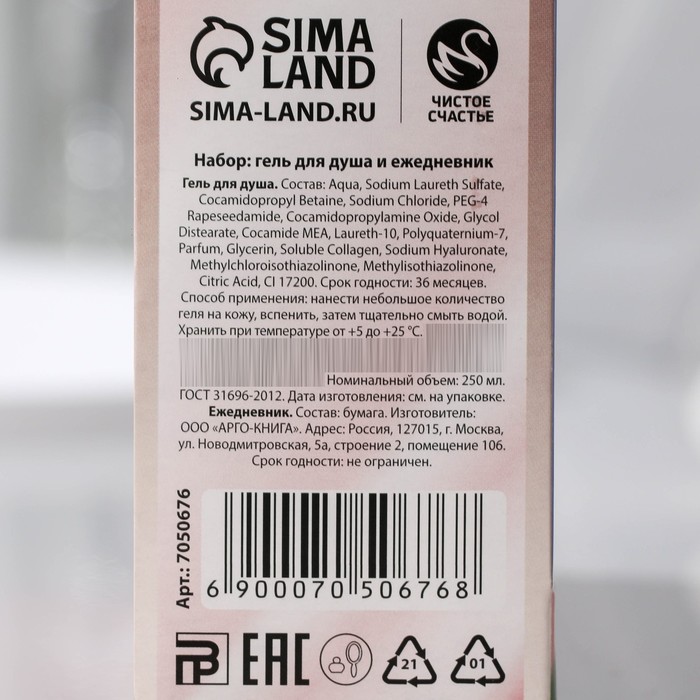 SIMA
LAND
SIMA-LAND.RU
ЧИСТОЕ
СЧАСТЬЕ
Набор: гель для душа и ежедневник
Гель для душа. Состав: Aqua, Sodium Laureth Sulfate,
Cocamidopropyl Betaine, Sodium Chloride, PEG-4
Rapeseedamide, Cocamidopropylamine Oxide, Glycol
Distearate, Cocamide MEA, Laureth-10, Polyquaternium-7,
Parfum, Glycerin, Soluble Collagen, Sodium Hyaluronate,
Methylchloroisothiazolinone, Methylisothiazolinone,
Citric Acid, CI 17200. Срок годности: 36 месяцев.
Способ применения: нанести небольшое количество
геля на кожу, вспенить, затем тщательно смыть водой.
Хранить при температуре от +5 до +25 °С.
Номинальный объем: 250 мл.
ГОСТ 31696-2012. Дата изготовления: см. на упаковке.
Ежедневник. Состав: бумага. Изготовитель:
ООО «АРГО-КНИГА». Адрес: Россия, 127015, г. Москва,
ул. Новодмитровская, 5а, строение 2, помещение 106.
Срок годности: не ограничен.
Арт.: 7050676
6 900070 506768
ЕАС
21
01